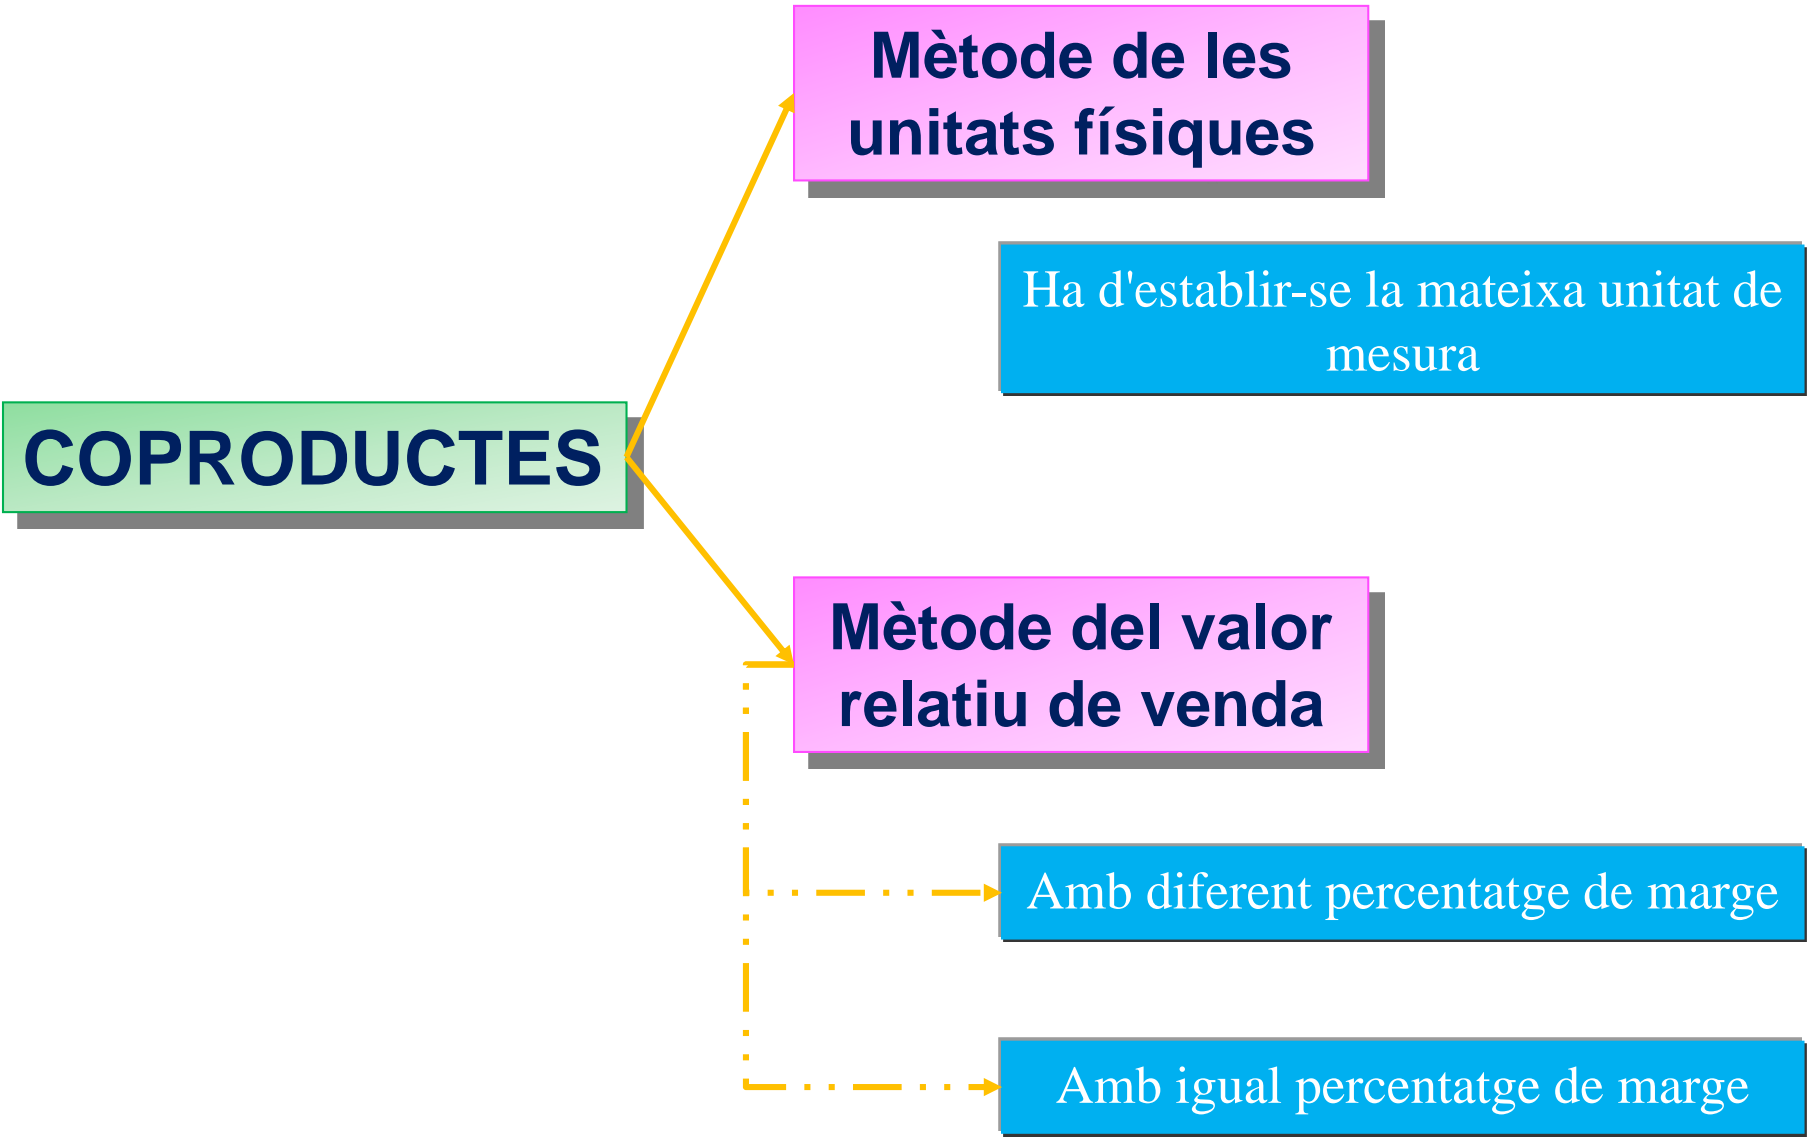 Mètode de les
unitats físiques
Ha d'establir-se la mateixa unitat de
mesura
COPRODUCTES
Mètode del valor
relatiu de venda
Amb diferent percentatge de marge
Amb igual percentatge de marge